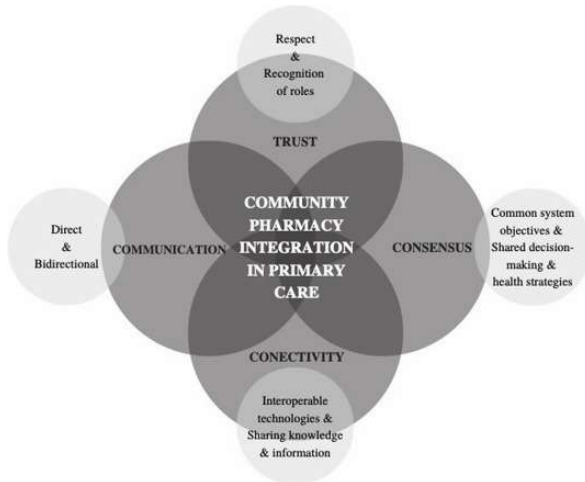 Respect
&
Recognition
of roles
TRUST
COMMUNITY
PHARMACY
INTEGRATION
IN PRIMARY
CARE
Direct
&
Bidirectional
COMMUNICATION
CONSENSUS
Common system
objectives &
Shared decision-
making &
health strategies
CONECTIVITY
Interoperable
technologies &
Sharing knowledge
& information